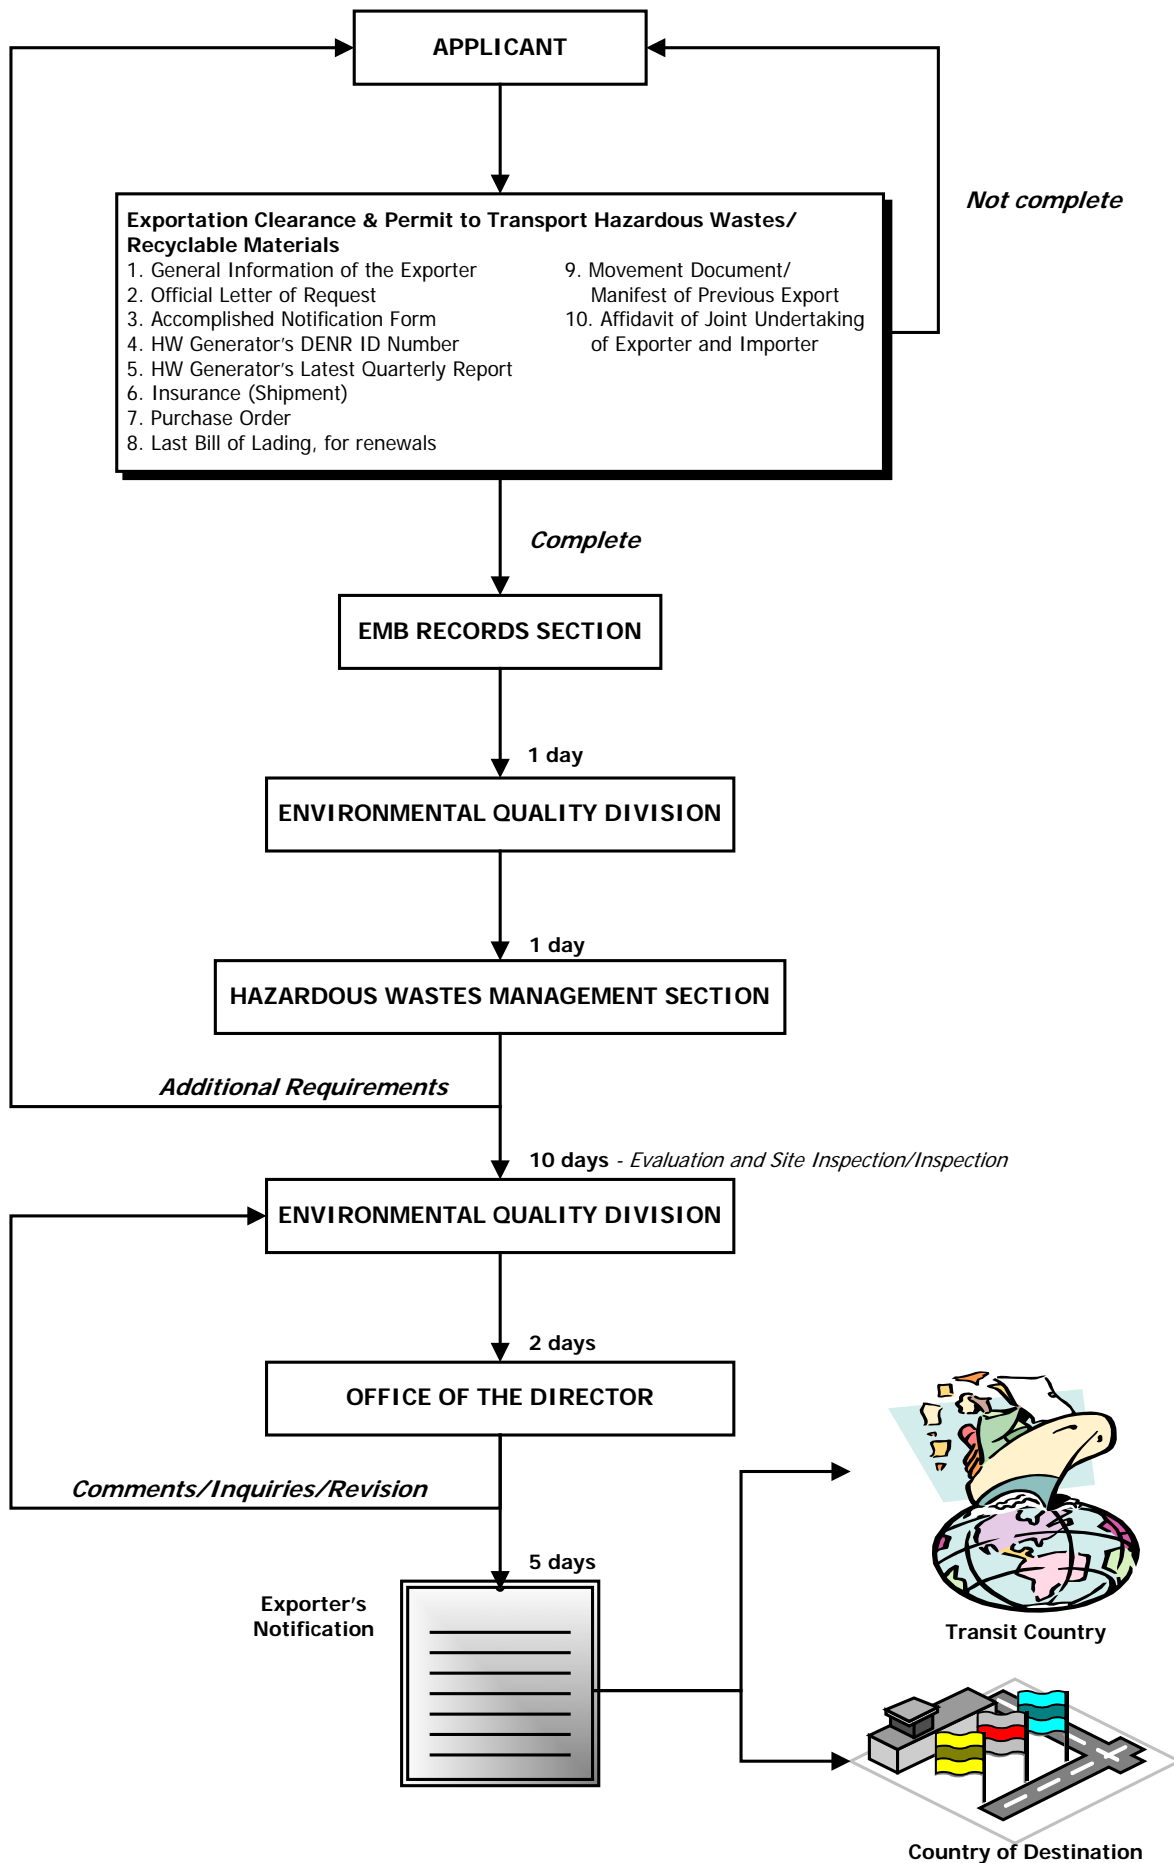 APPLICANT
Not complete
Exportation Clearance & Permit to Transport Hazardous Wastes/
Recyclable Materials
1. General Information of the Exporter
2. Official Letter of Request
3. Accomplished Notification Form
4. HW Generator's DENR ID Number
5. HW Generator's Latest Quarterly Report
6. Insurance (Shipment)
7. Purchase Order
8. Last Bill of Lading, for renewals
9. Movement Document/
Manifest of Previous Export
10. Affidavit of Joint Undertaking
of Exporter and Importer
Complete
EMB RECORDS SECTION
1 day
ENVIRONMENTAL QUALITY DIVISION
1 day
HAZARDOUS WASTES MANAGEMENT SECTION
Additional Requirements
10 days - Evaluation and Site Inspection/Inspection
ENVIRONMENTAL QUALITY DIVISION
2 days
OFFICE OF THE DIRECTOR
Comments/Inquiries/Revision
5 days
Exporter's
Notification
Transit Country
Country of Destination